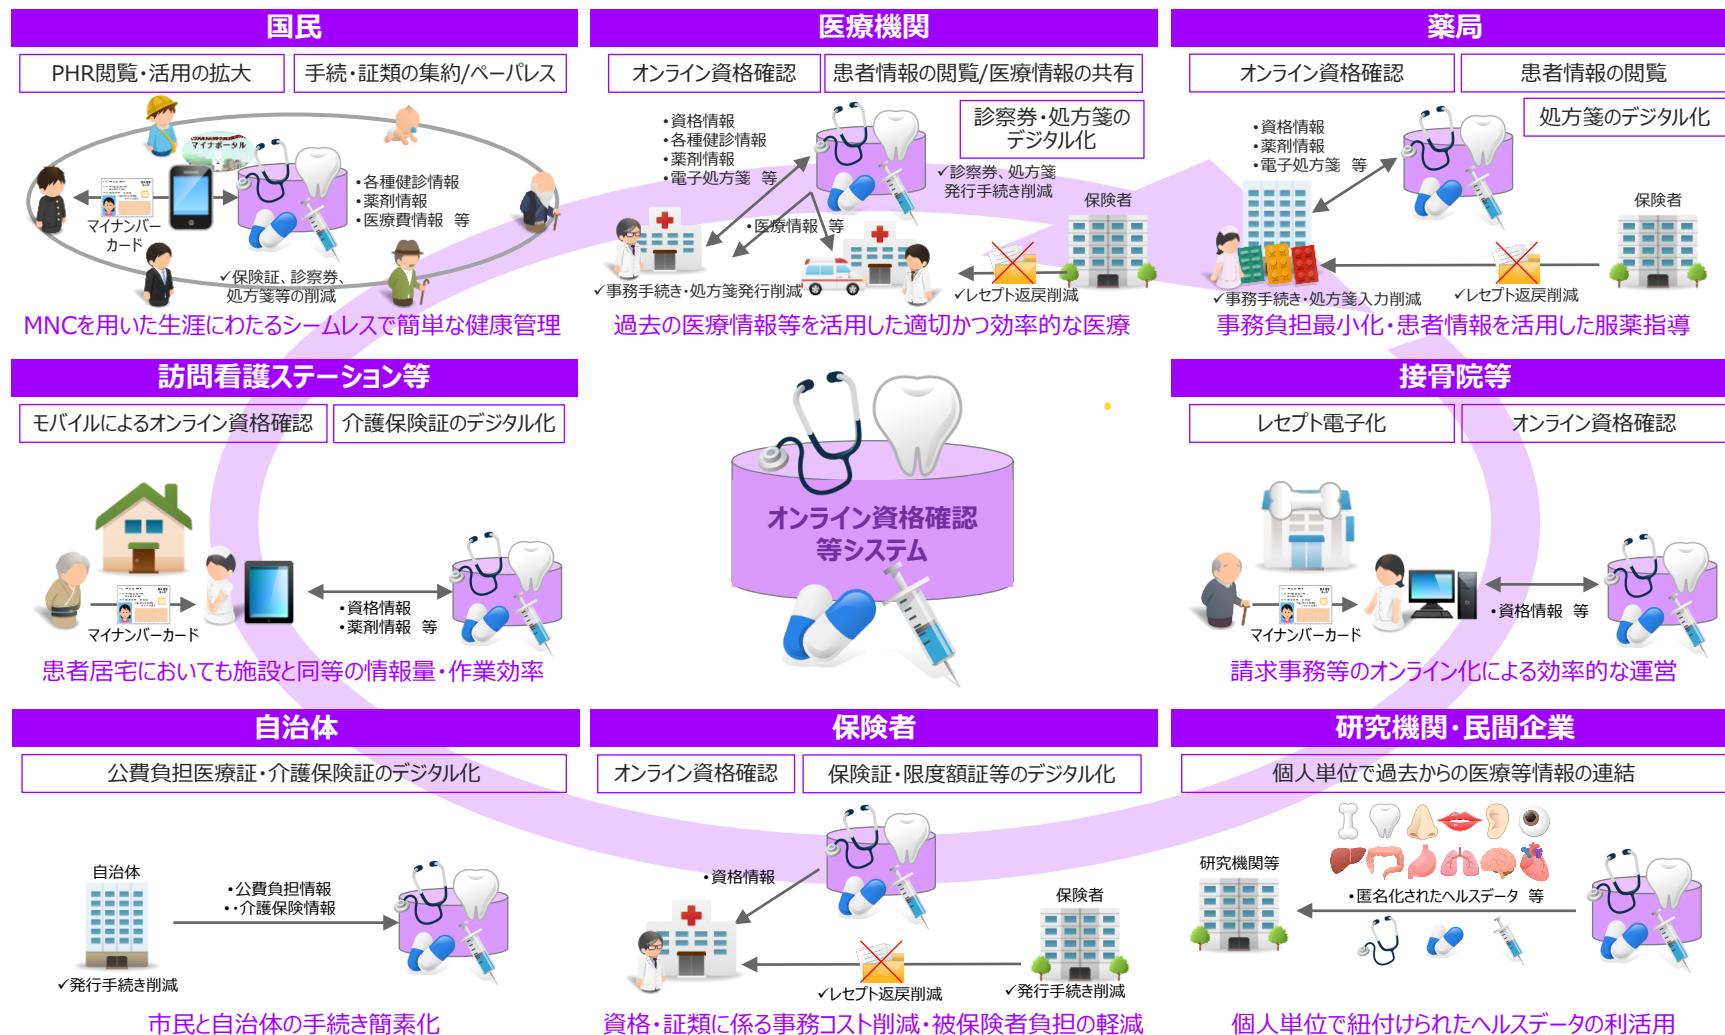 国民
PHR閲覧・活用の拡大
手続・証類の集約/ペーパレス
マイナポータル
マイナンバー
カード
・各種健診情報
・薬剤情報
・医療費情報 等
✓保険証、診察券、
処方箋等の削減
MNCを用いた生涯にわたるシームレスで簡単な健康管理
医療機関
オンライン資格確認
患者情報の閲覧/医療情報の共有
診察券・処方箋の
デジタル化
・資格情報
・各種健診情報
・薬剤情報
・電子処方箋 等
✓診察券、処方箋
発行手続き削減
保険者
・医療情報 等
✓事務手続き・処方箋発行削減
✓レセプト返戻削減
過去の医療情報等を活用した適切かつ効率的な医療
薬局
オンライン資格確認
患者情報の閲覧
処方箋のデジタル化
・資格情報
・薬剤情報
・電子処方箋 等
保険者
✓事務手続き・処方箋入力削減
✓レセプト返戻削減
事務負担最小化・患者情報を活用した服薬指導
訪問看護ステーション等
モバイルによるオンライン資格確認
介護保険証のデジタル化
マイナンバーカード
・資格情報
・薬剤情報 等
患者居宅においても施設と同等の情報量・作業効率
オンライン資格確認
等システム
接骨院等
レセプト電子化
オンライン資格確認
マイナンバーカード
・資格情報 等
請求事務等のオンライン化による効率的な運営
自治体
公費負担医療証・介護保険証のデジタル化
自治体
・公費負担情報
・・介護保険情報
✓発行手続き削減
市民と自治体の手続き簡素化
保険者
オンライン資格確認
保険証・限度額証等のデジタル化
・資格情報
保険者
✓レセプト返戻削減
✓発行手続き削減
資格・証類に係る事務コスト削減・被保険者負担の軽減
研究機関・民間企業
個人単位で過去からの医療等情報の連結
研究機関等
・匿名化されたヘルスデータ 等
個人単位で紐付けられたヘルスデータの利活用